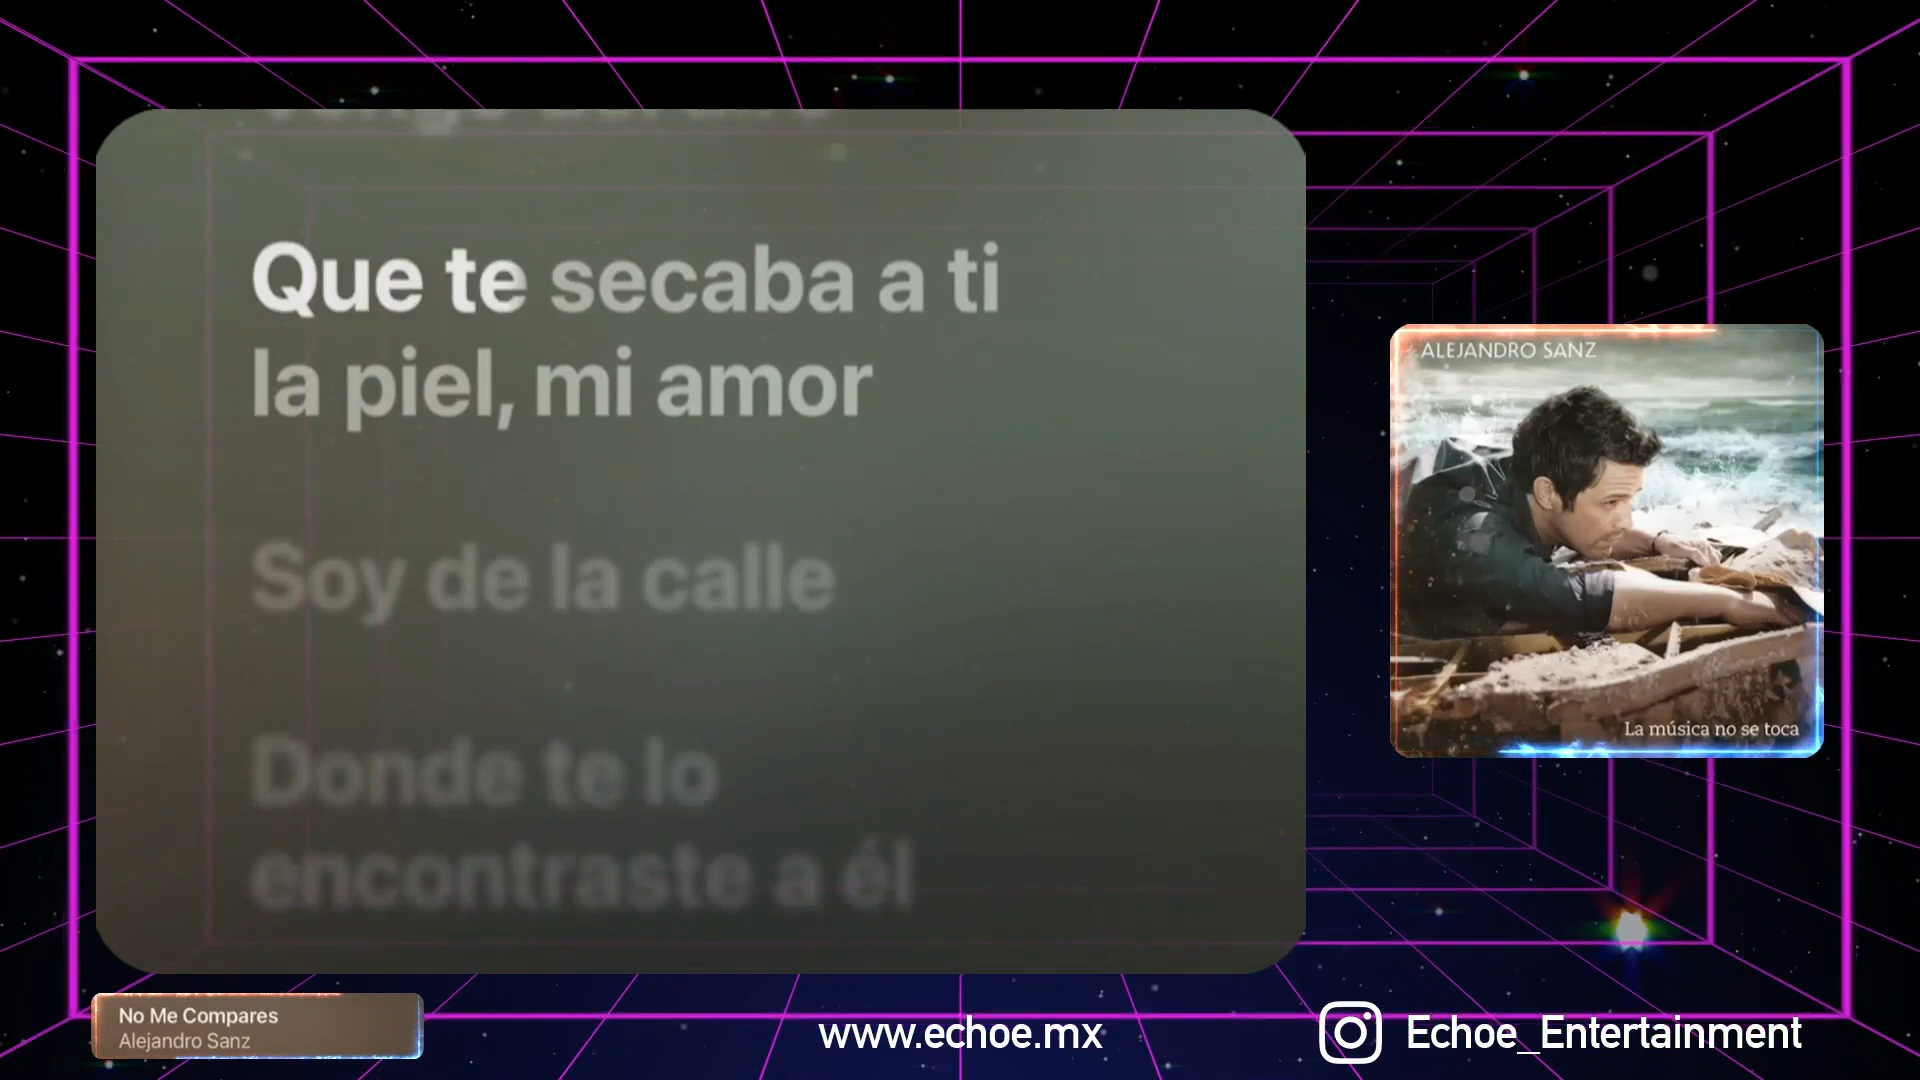 Que te secaba a ti
la piel, mi amor
Soy de la calle
Donde te lo
encontraste a él
ALEJANDRO SANZ
La música no se toca
No Me Compares
Alejandro Sanz
www.echoe.mx
Echoe_Entertainment